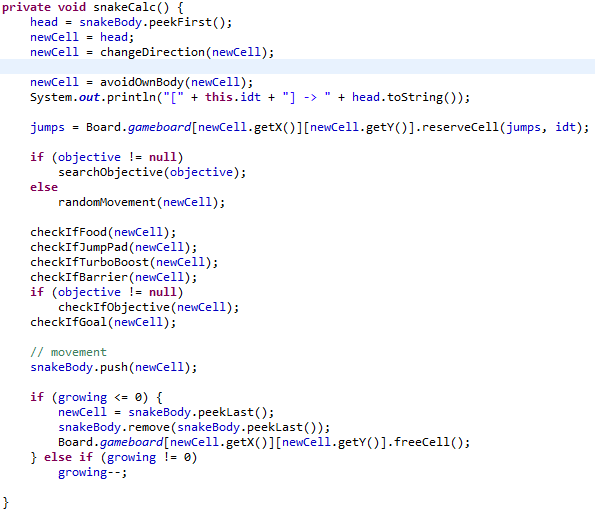 private void snakeCalc() {
    head = snakeBody.peekFirst();
    newCell = head;
    newCell = changeDirection(newCell);

    newCell = avoidOwnBody(newCell);
    System.out.println("[" + this.idt + "] -> " + head.toString());

    jumps = Board.gameboard[newCell.getX()][newCell.getY()].reserveCell(jumps, idt);

    if (objective != null)
        searchObjective(objective);
    else
        randomMovement(newCell);

    checkIfFood(newCell);
    checkIfJumpPad(newCell);
    checkIfTurboBoost(newCell);
    checkIfBarrier(newCell);
    if (objective != null)
        checkIfObjective(newCell);
    checkIfGoal(newCell);

    // movement
    snakeBody.push(newCell);

    if (growing <= 0) {
        newCell = snakeBody.peekLast();
        snakeBody.remove(snakeBody.peekLast());
        Board.gameboard[newCell.getX()][newCell.getY()].freeCell();
    } else if (growing != 0)
        growing--;

}